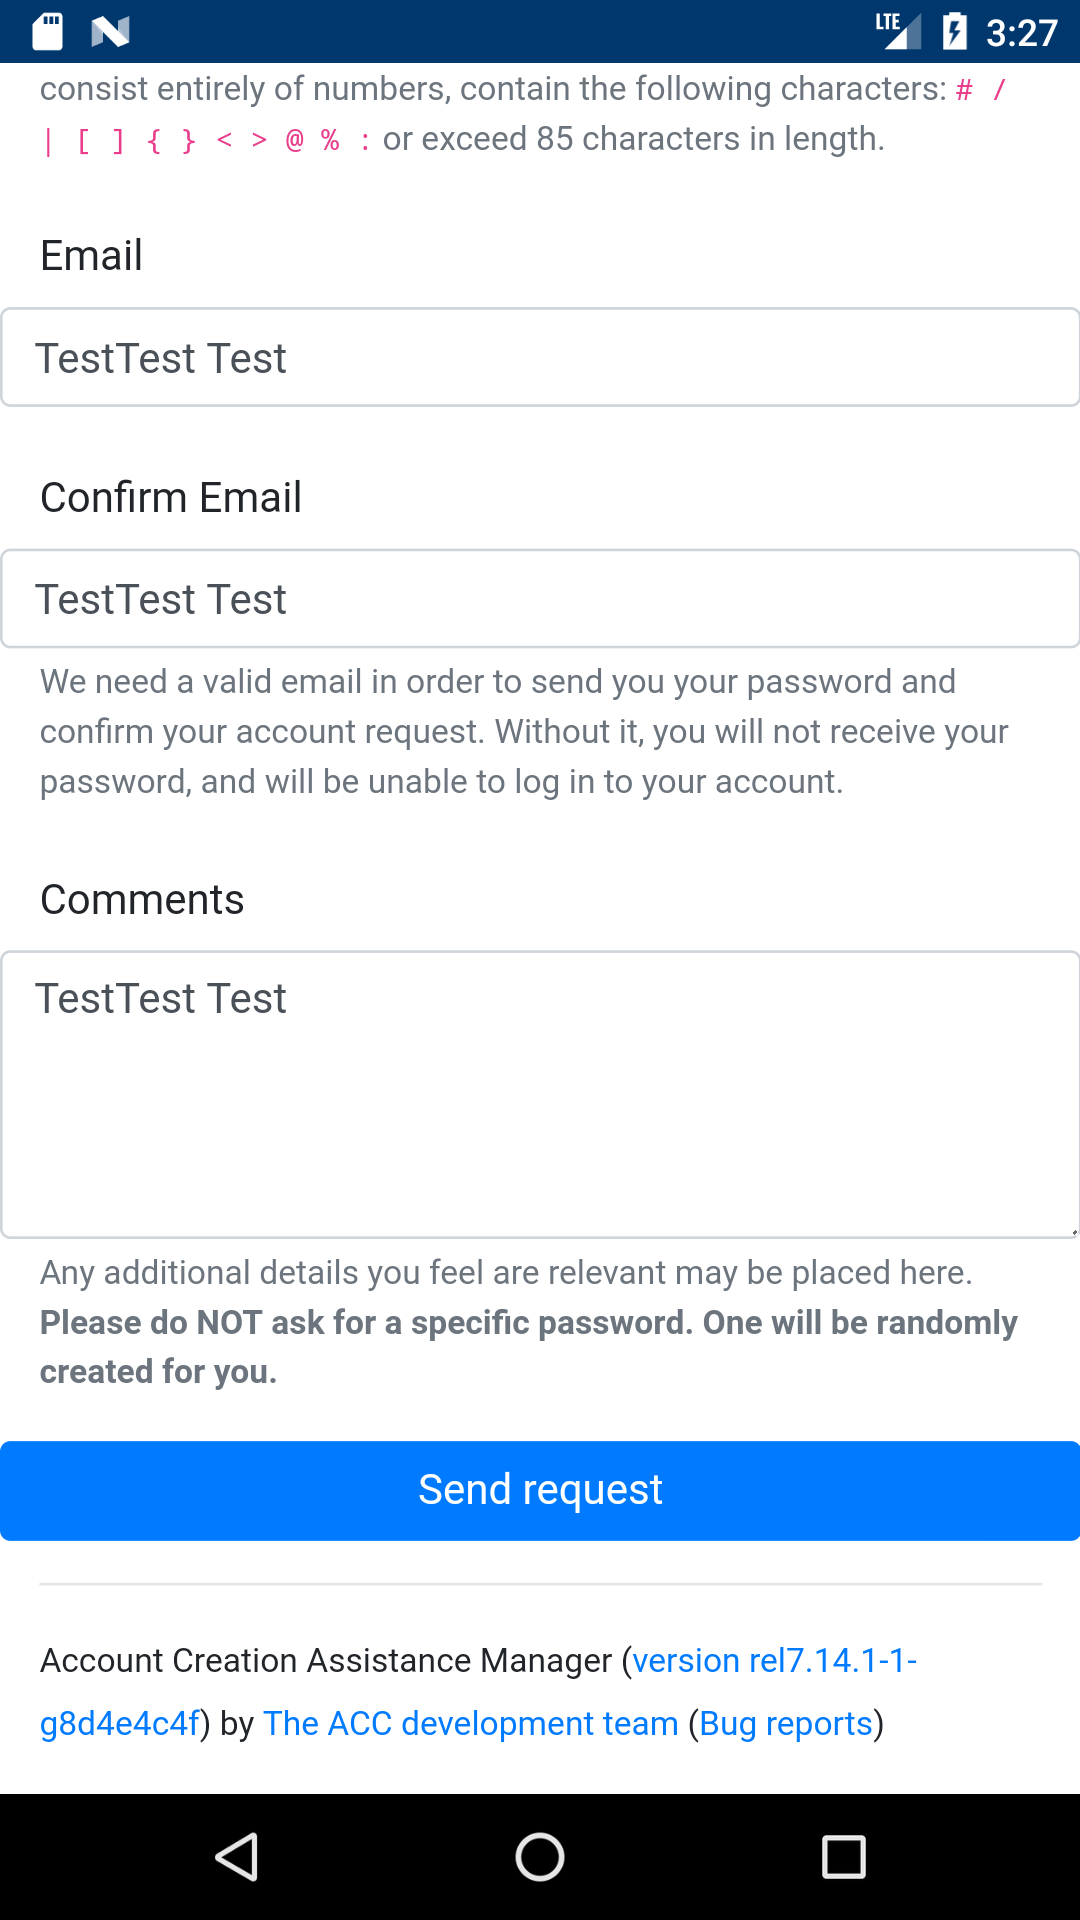 LTE 3:27
consist entirely of numbers, contain the following characters: # /
| [ ] { } < > @ % : or exceed 85 characters in length.
Email
TestTest Test
Confirm Email
TestTest Test
We need a valid email in order to send you your password and
confirm your account request. Without it, you will not receive your
password, and will be unable to log in to your account.
Comments
TestTest Test
Any additional details you feel are relevant may be placed here.
Please do NOT ask for a specific password. One will be randomly
created for you.
Send request
Account Creation Assistance Manager (version rel7.14.1-1-
g8d4e4c4f) by The ACC development team (Bug reports)